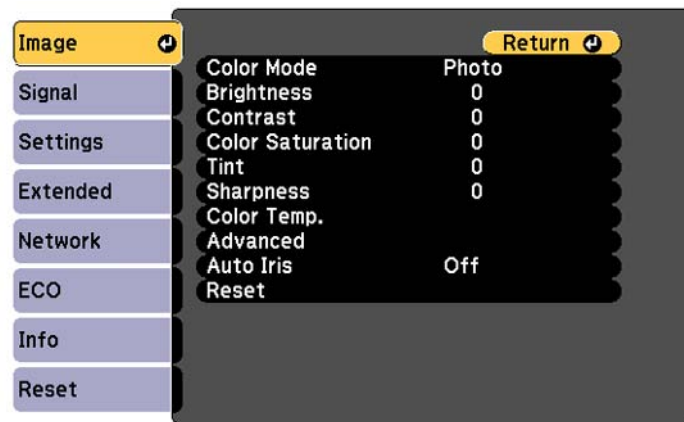 Image
Signal
Settings
Extended
Network
ECO
Info
Reset
Return
Color Mode Photo
Brightness 0
Contrast 0
Color Saturation 0
Tint 0
Sharpness 0
Color Temp.
Advanced
Auto Iris Off
Reset